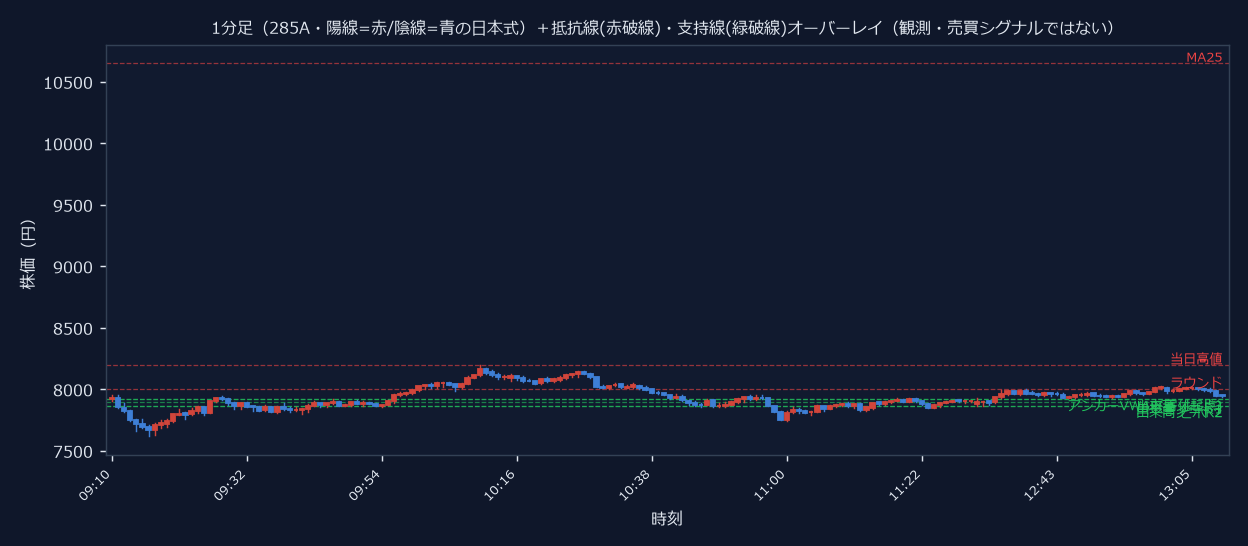 1分足（285A・陽線=赤/陰線=青の日本式）＋抵抗線(赤破線)・支持線(緑破線)オーバーレイ（観測・売買シグナルではない）
株価（円）
10500
10000
9500
9000
8500
8000
7500
MA25
当日高値
ラウンド
09:10
09:32
09:54
10:16
10:38
11:00
11:22
12:43
13:05
時刻